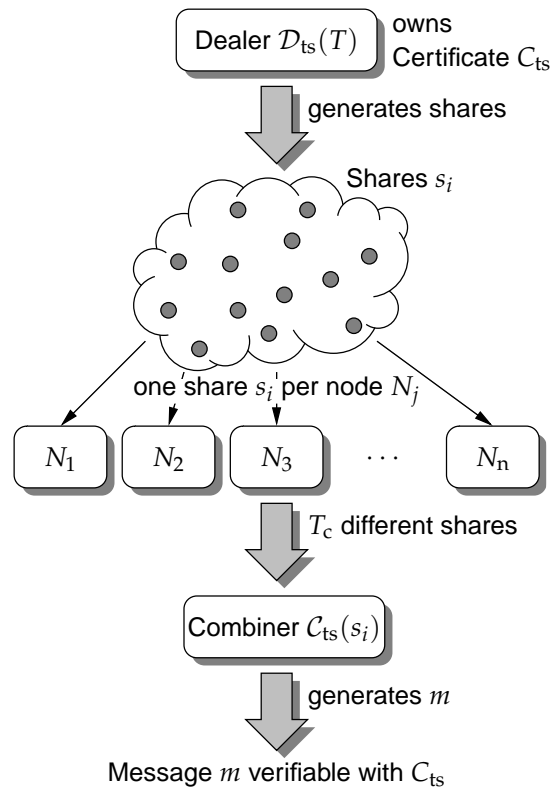 Dealer 𝒟ts(T)
owns
Certificate Cts
generates shares
Shares si
one share si per node Nj
N1 N2 N3 ··· Nn
Tc different shares
Combiner 𝒞ts(si)
generates m
Message m verifiable with Cts